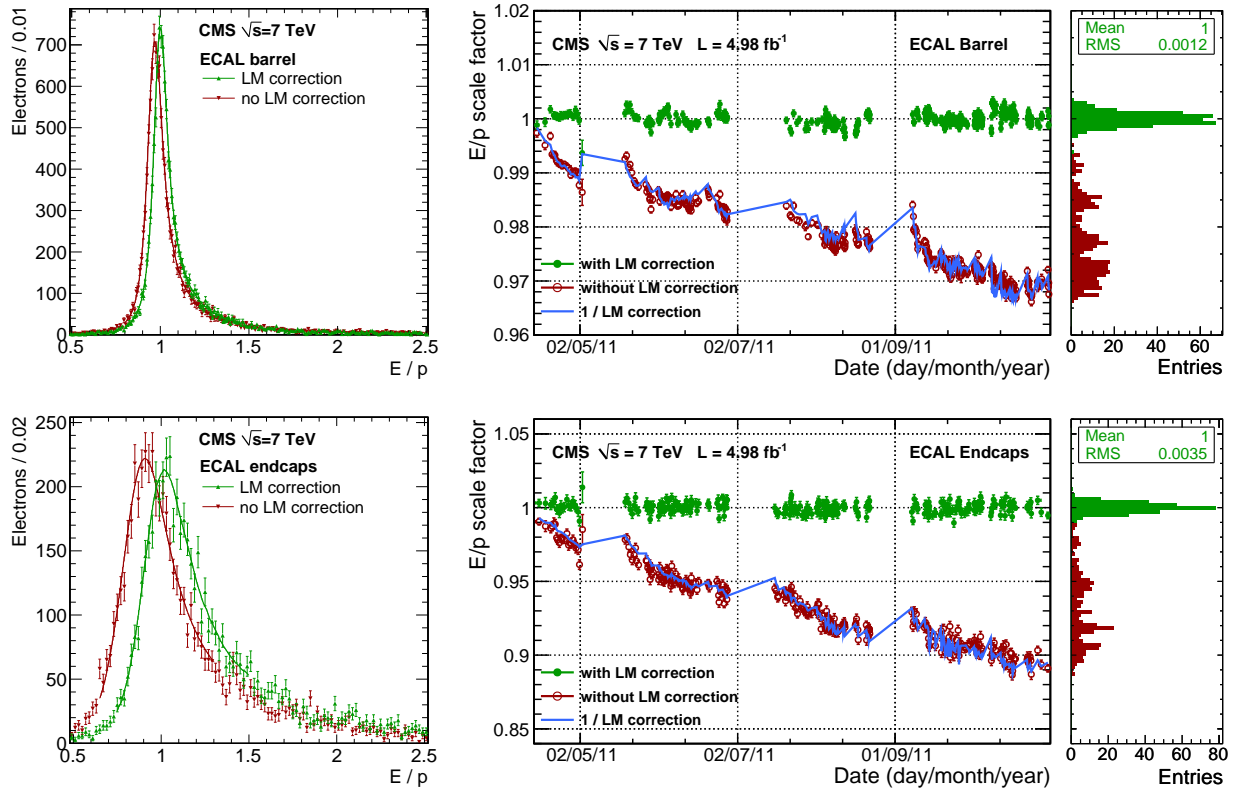 Electrons / 0.01
700
600
500
400
300
200
100
0
CMS √s=7 TeV
ECAL barrel
LM correction
no LM correction
0.5 1 1.5 2 2.5
E / p
E/p scale factor
1.02
1.01
1
0.99
0.98
0.97
0.96
CMS √s = 7 TeV L = 4.98 fb⁻¹ ECAL Barrel
with LM correction
without LM correction
1 / LM correction
02/05/11 02/07/11 01/09/11
Date (day/month/year)
Mean 1
RMS 0.0012
0 20 40 60
Entries
Electrons / 0.02
250
200
150
100
50
0
CMS √s=7 TeV
ECAL endcaps
LM correction
no LM correction
0.5 1 1.5 2 2.5
E / p
E/p scale factor
1.05
1
0.95
0.9
0.85
CMS √s = 7 TeV L = 4.98 fb⁻¹ ECAL Endcaps
with LM correction
without LM correction
1 / LM correction
02/05/11 02/07/11 01/09/11
Date (day/month/year)
Mean 1
RMS 0.0035
0 20 40 60 80
Entries